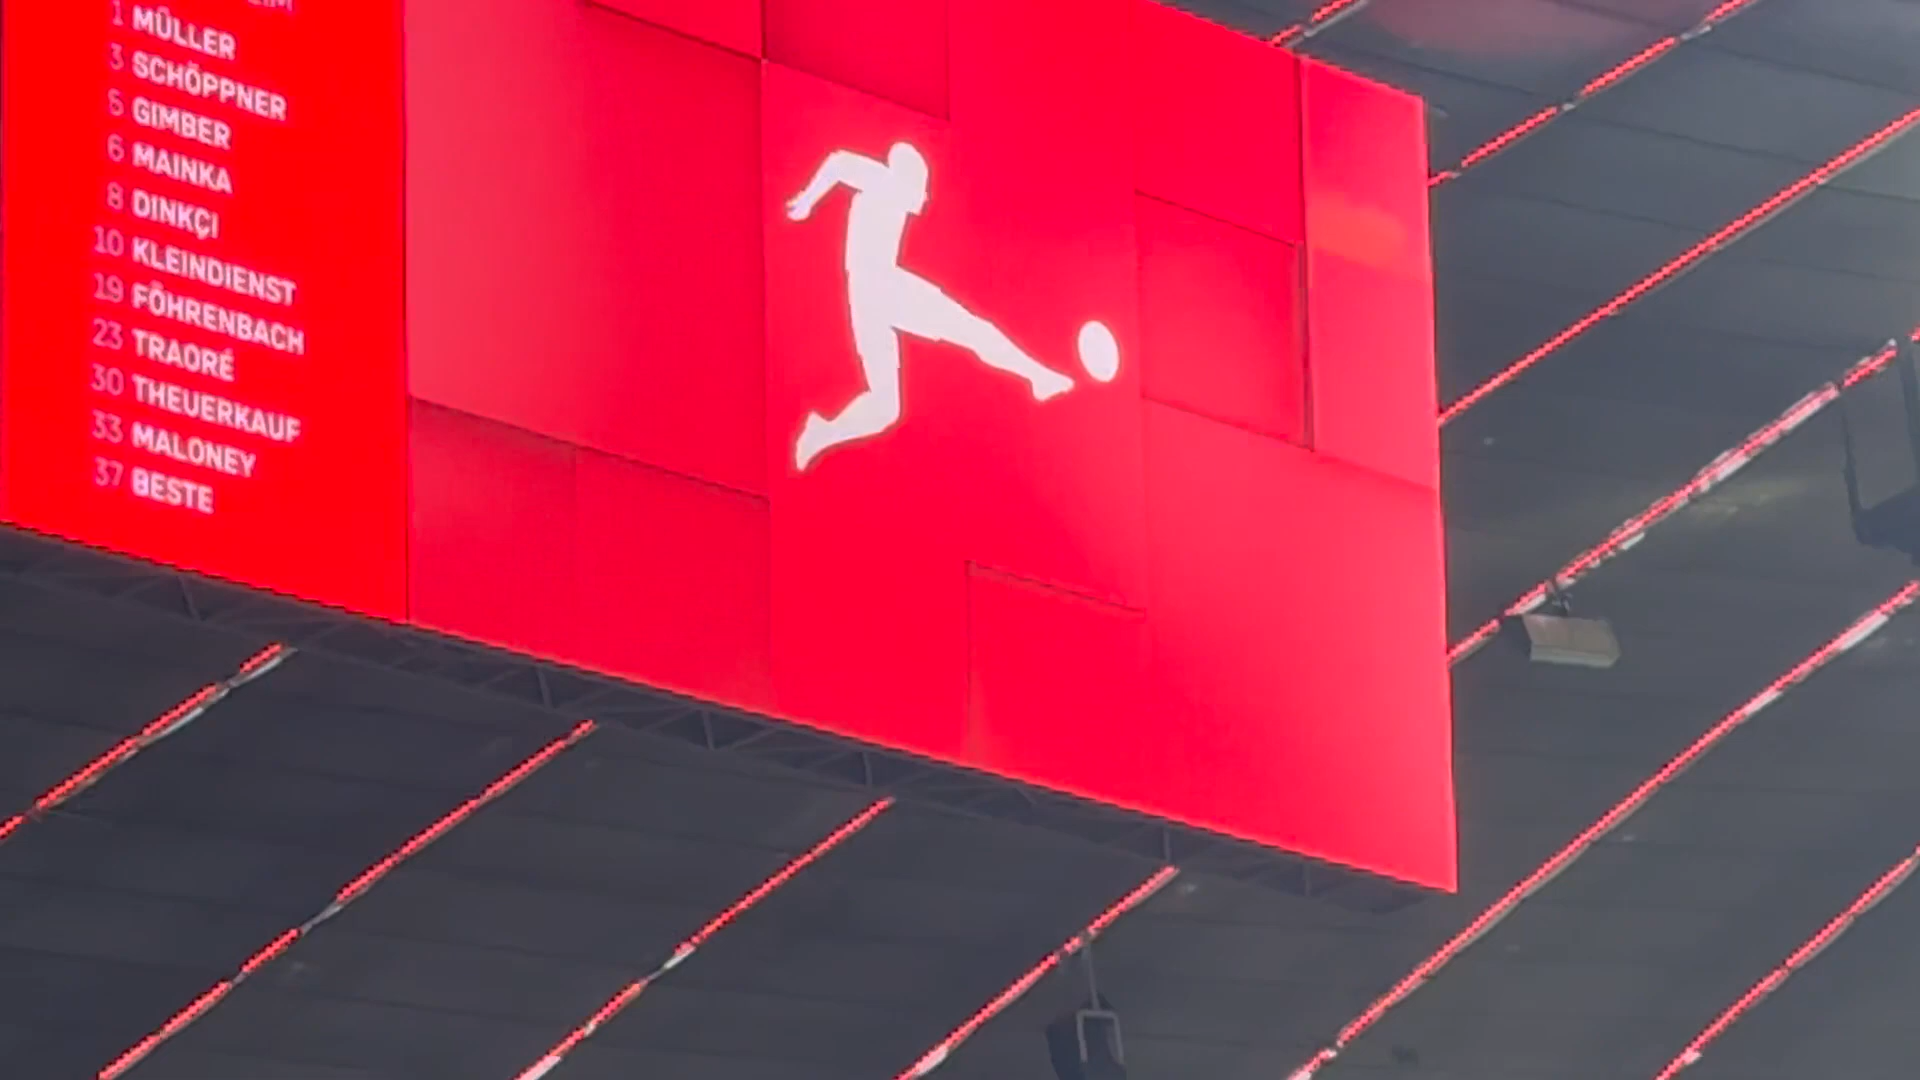 1 MÜLLER
3 SCHÖPPNER
5 GIMBER
6 MAINKA
8 DINKÇI
10 KLEINDIENST
19 FÖHRENBACH
23 TRAORÉ
30 THEUERKAUF
33 MALONEY
37 BESTE